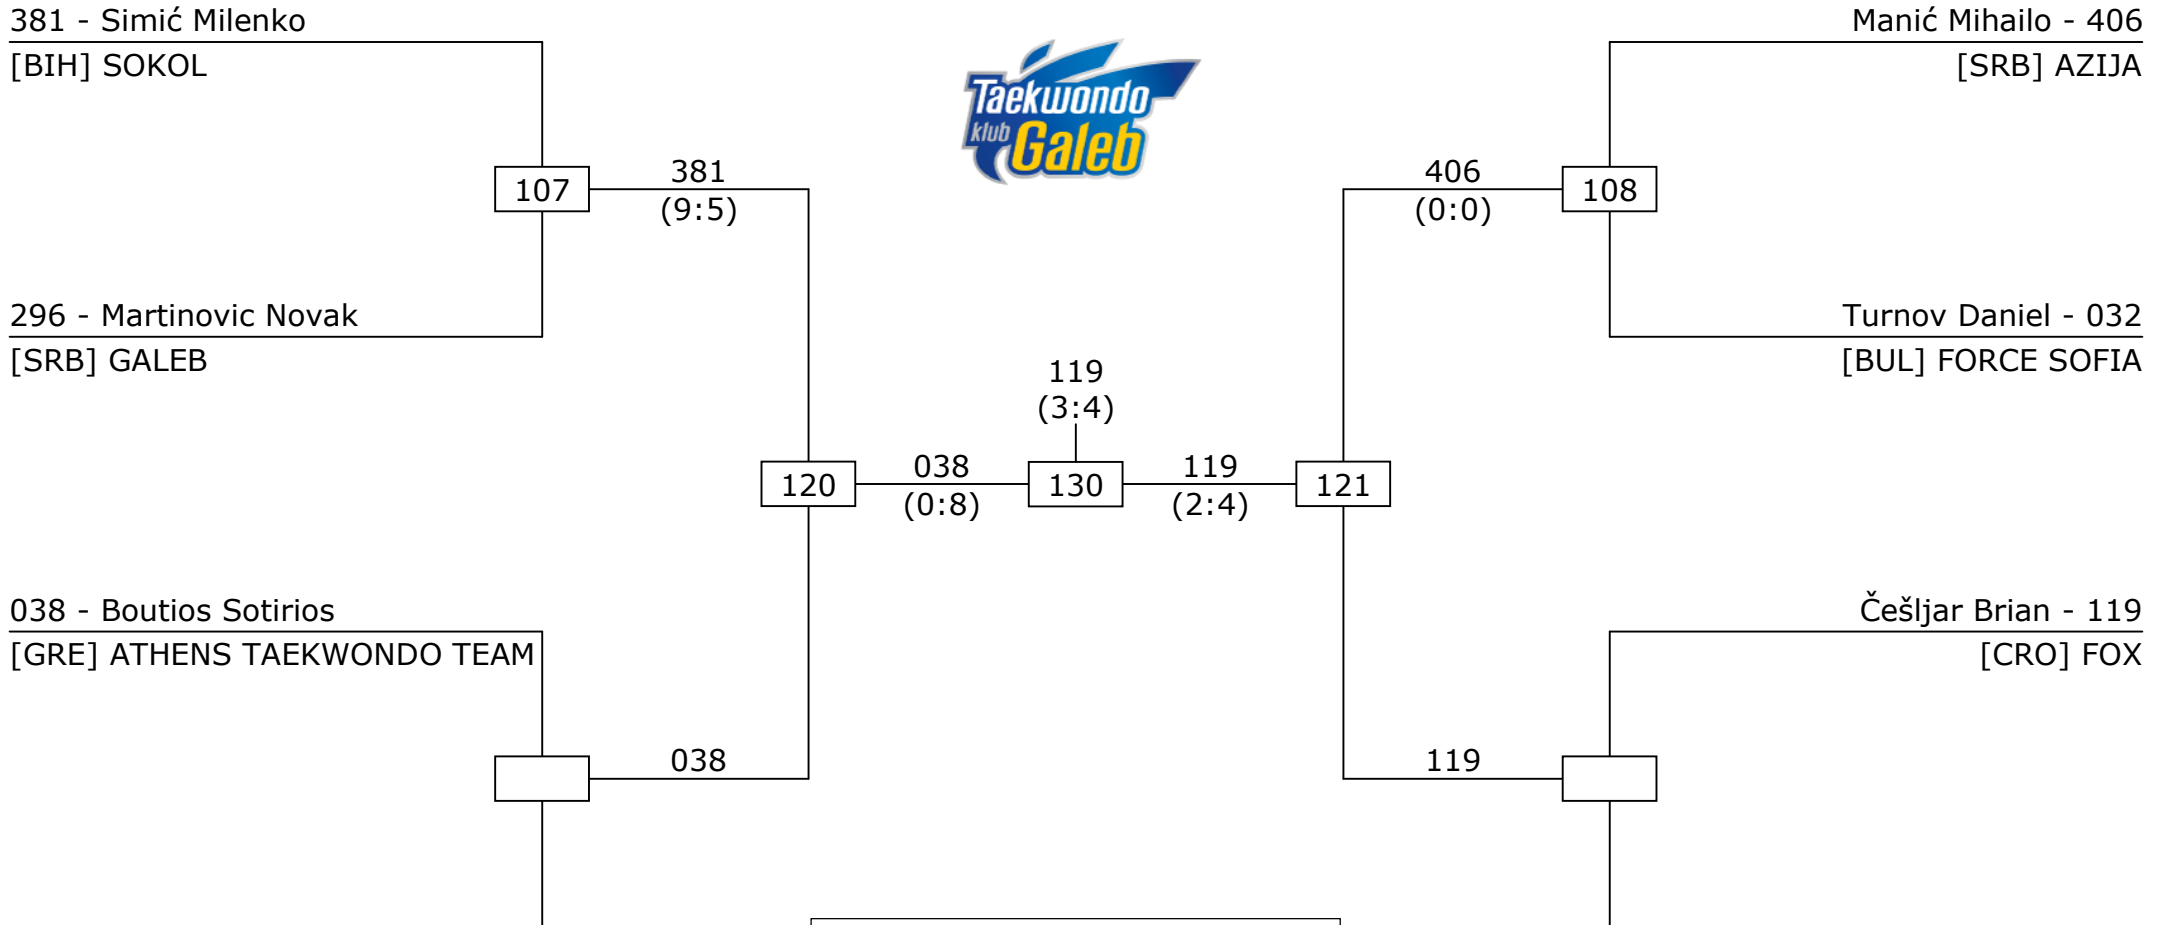 381 - Simić Milenko
[BIH] SOKOL
Manić Mihailo - 406
[SRB] AZIJA
Taekwondo
klub Galeb
107
381
(9:5)
406
(0:0)
108
296 - Martinovic Novak
[SRB] GALEB
Turnov Daniel - 032
[BUL] FORCE SOFIA
119
(3:4)
120
038
(0:8)
130
119
(2:4)
121
038 - Boutios Sotirios
[GRE] ATHENS TAEKWONDO TEAM
Češljar Brian - 119
[CRO] FOX
038
119